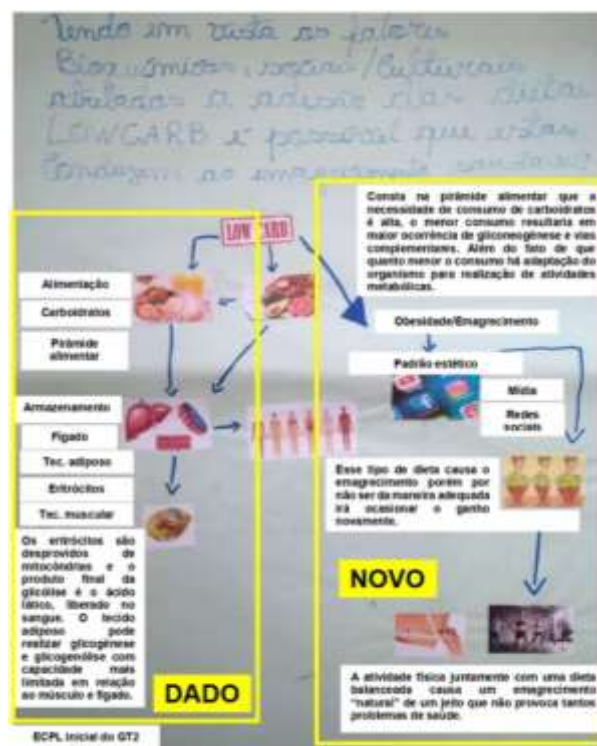 Tendo em vista os fatores
Bioquímicos, sociais/culturais
atrelados a adesão das dietas
LOWCARB é possível que estas
conduzem ao emagrecimento saudável
LOW CARB
Alimentação
Carboidratos
Pirâmide
alimentar
Armazenamento
Fígado
Tec. adiposo
Eritrócitos
Tec. muscular
Os eritrócitos são
desprovidos de
mitocôndrias e o
produto final da
glicólise é o ácido
lático, liberado no
sangue. O tecido
adiposo pode
realizar glicogênese
e glicogenólise com
capacidade mais
limitada em relação
ao músculo e fígado.
DADO
ECPL Inicial do GT2
Consta na pirâmide alimentar que a
necessidade de consumo de carboidratos
é alta, o menor consumo resultaria em
maior ocorrência de gliconeogênese e vias
complementares. Além do fato de que
quanto menor o consumo há adaptação do
organismo para realização de atividades
metabólicas.
Obesidade/Emagrecimento
Padrão estético
Mídia
Redes
sociais
Esse tipo de dieta causa o
emagrecimento porém por
não ser da maneira adequada
irá ocasionar o ganho
novamente.
NOVO
A atividade física juntamente com uma dieta
balanceada causa um emagrecimento
"natural" de um jeito que não provoca tantos
problemas de saúde.